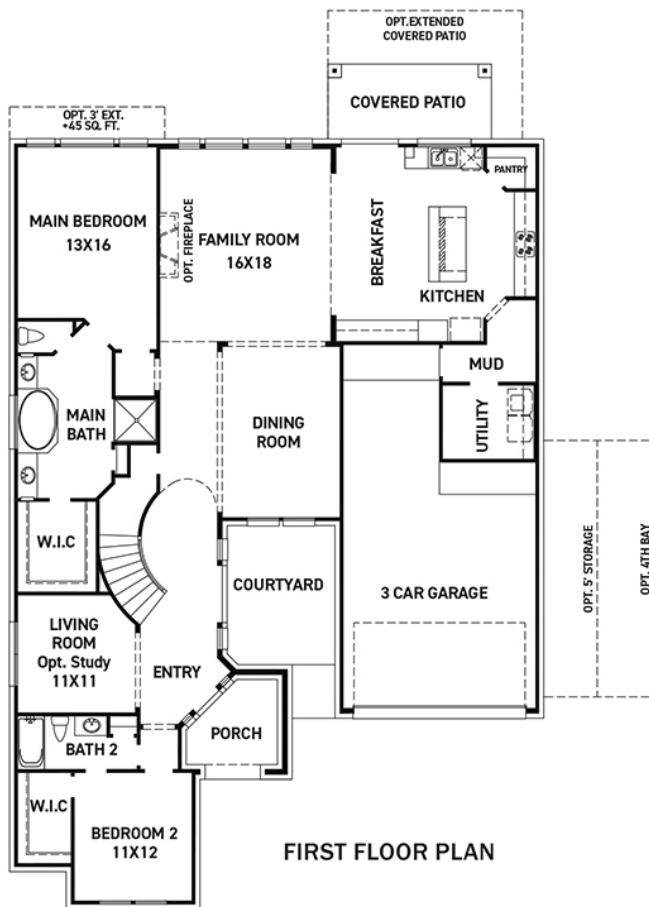 OPT.EXTENDED
COVERED PATIO
COVERED PATIO
OPT. 3' EXT.
+45 SQ. FT.
PANTRY
MAIN BEDROOM
13X16
OPT. FIREPLACE
FAMILY ROOM
16X18
BREAKFAST
KITCHEN
MUD
UTILITY
MAIN
BATH
DINING
ROOM
W.I.C
COURTYARD
3 CAR GARAGE
OPT. 5' STORAGE
OPT. 4TH BAY
LIVING
ROOM
Opt. Study
11X11
ENTRY
PORCH
BATH 2
W.I.C
BEDROOM 2
11X12
FIRST FLOOR PLAN